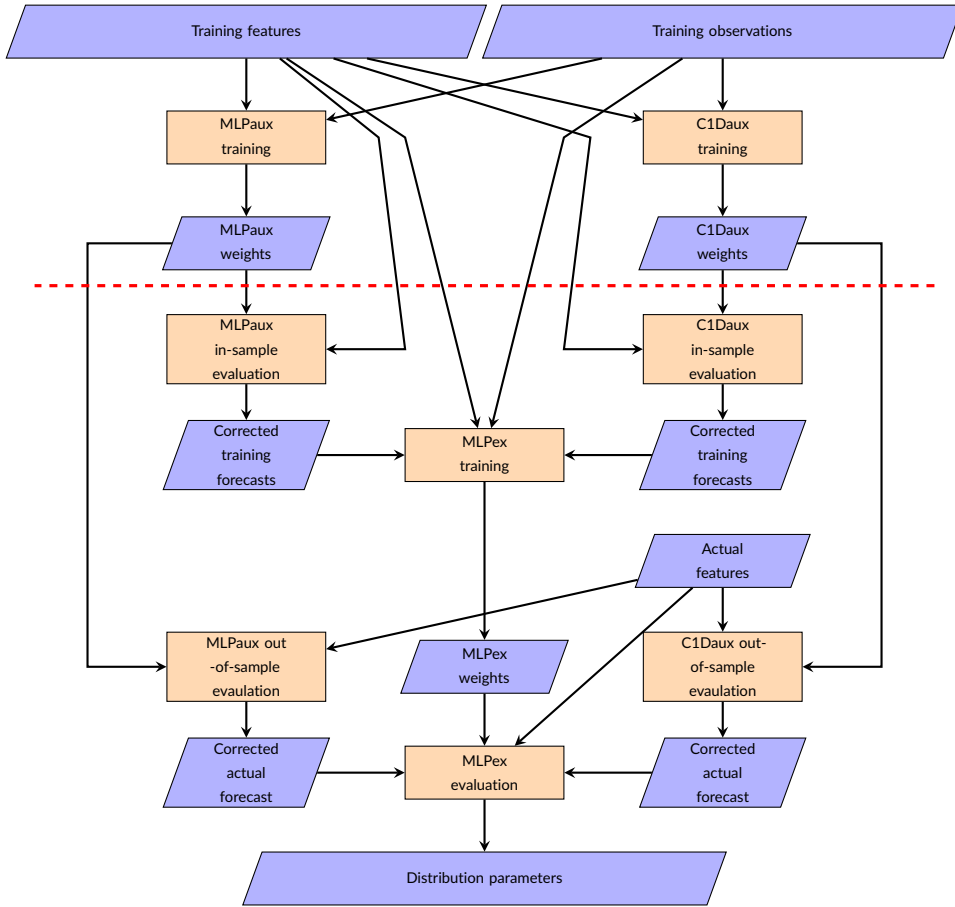 Training features
Training observations
MLPaux
training
C1Daux
training
MLPaux
weights
C1Daux
weights
MLPaux
in-sample
evaluation
C1Daux
in-sample
evaluation
Corrected
training
forecasts
MLPex
training
Corrected
training
forecasts
Actual
features
MLPaux out
-of-sample
evaulation
MLPex
weights
C1Daux out-
of-sample
evaulation
Corrected
actual
forecast
MLPex
evaluation
Corrected
actual
forecast
Distribution parameters